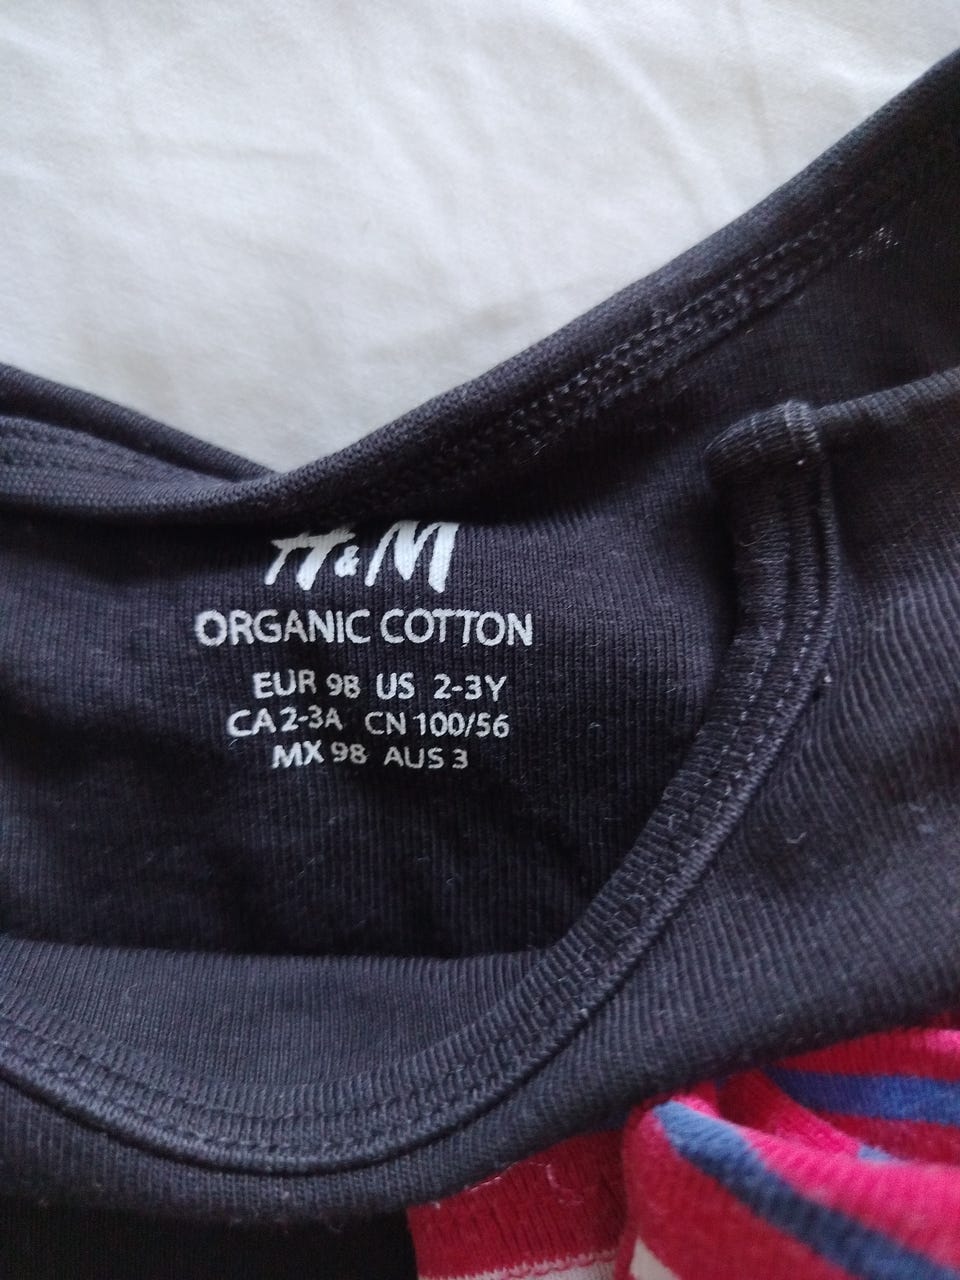 H&M
ORGANIC COTTON
EUR 98 US 2-3Y
CA 2-3A CN 100/56
MX 98 AUS 3